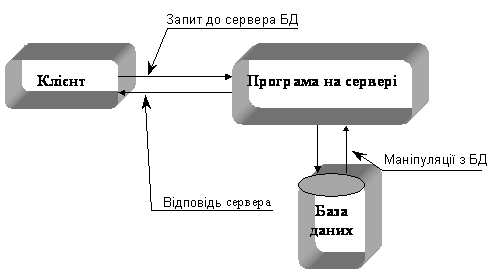 Запит до сервера БД
Клієнт
Програма на сервері
Маніпуляції з БД
Відповідь сервера
База
даних